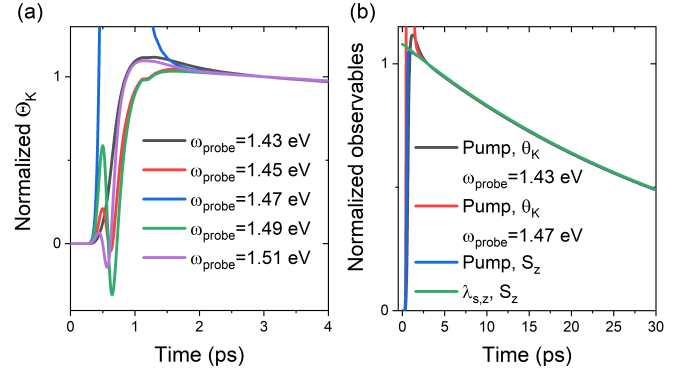 (a)
Normalized Θ_K
1
0
ω_probe=1.43 eV
ω_probe=1.45 eV
ω_probe=1.47 eV
ω_probe=1.49 eV
ω_probe=1.51 eV
0 1 2 3 4
Time (ps)
(b)
Normalized observables
1
0
Pump, θ_K
ω_probe=1.43 eV
Pump, θ_K
ω_probe=1.47 eV
Pump, S_z
λ_s,z, S_z
0 5 10 15 20 25 30
Time (ps)